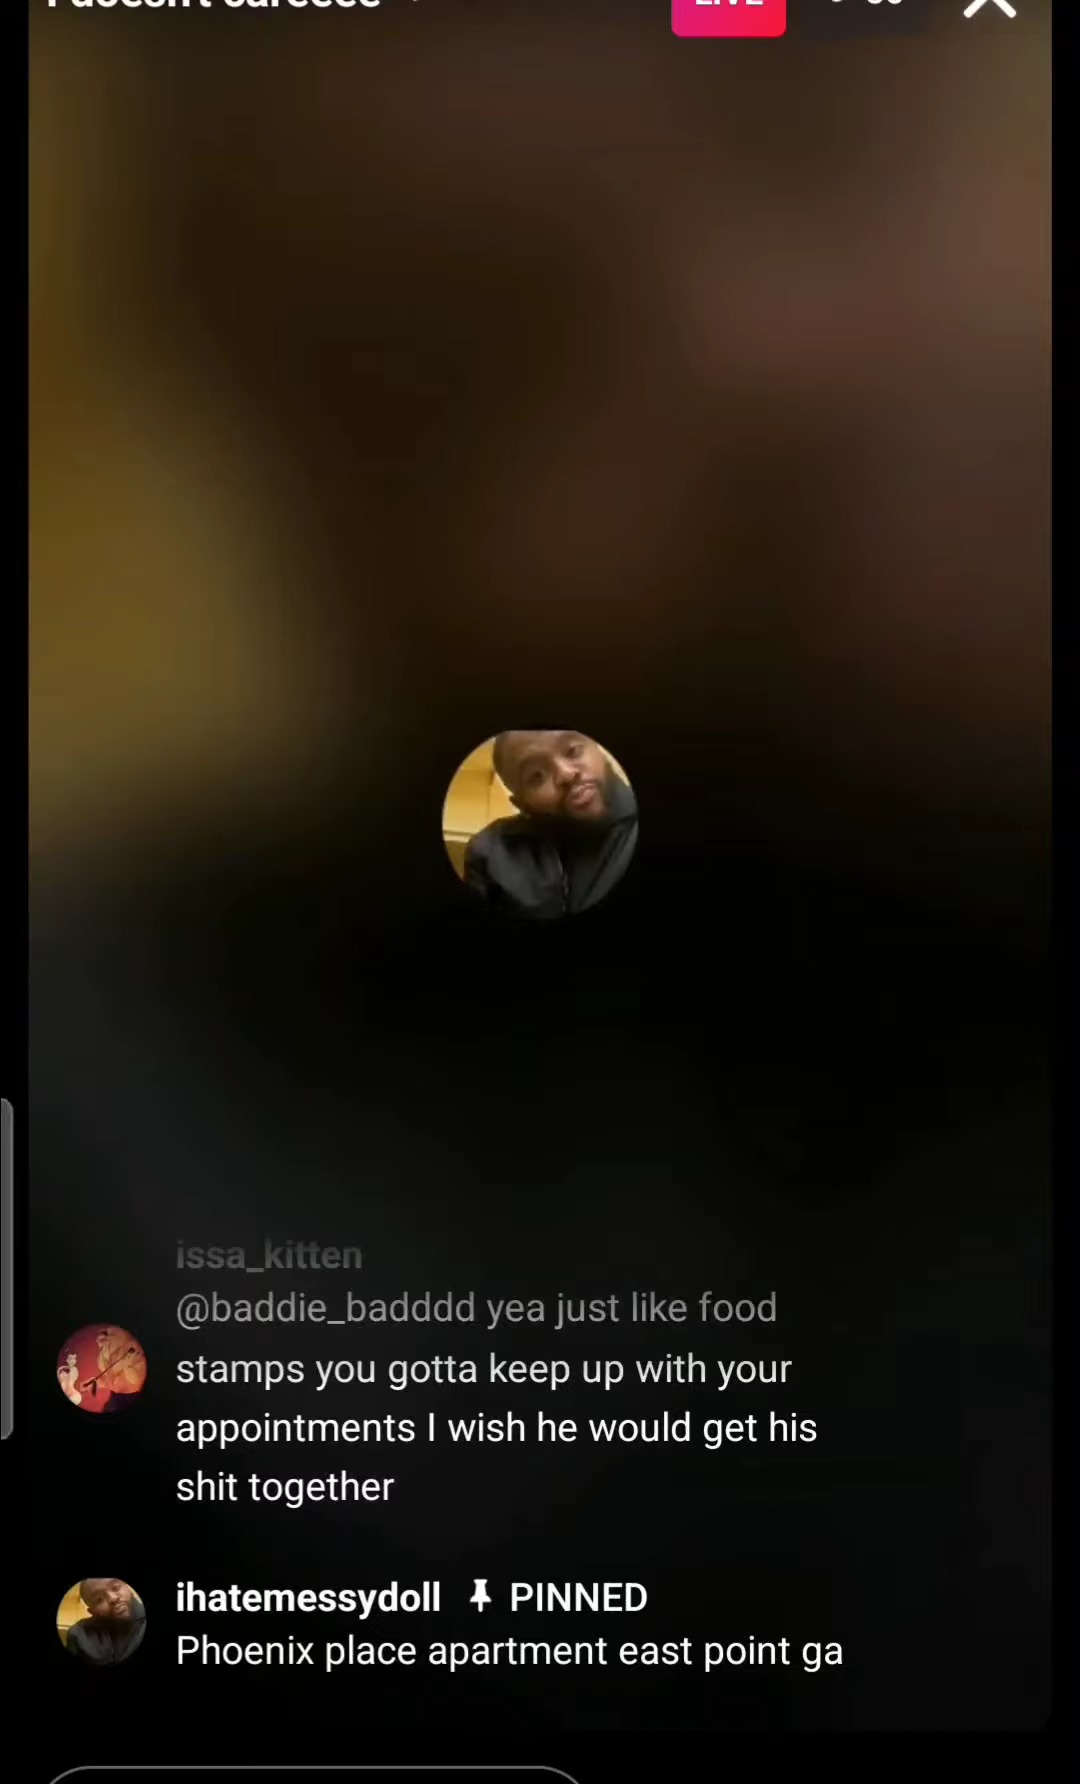 LIVE
issa_kitten
@baddie_badddd yea just like food
stamps you gotta keep up with your
appointments I wish he would get his
shit together
ihatemessydoll PINNED
Phoenix place apartment east point ga